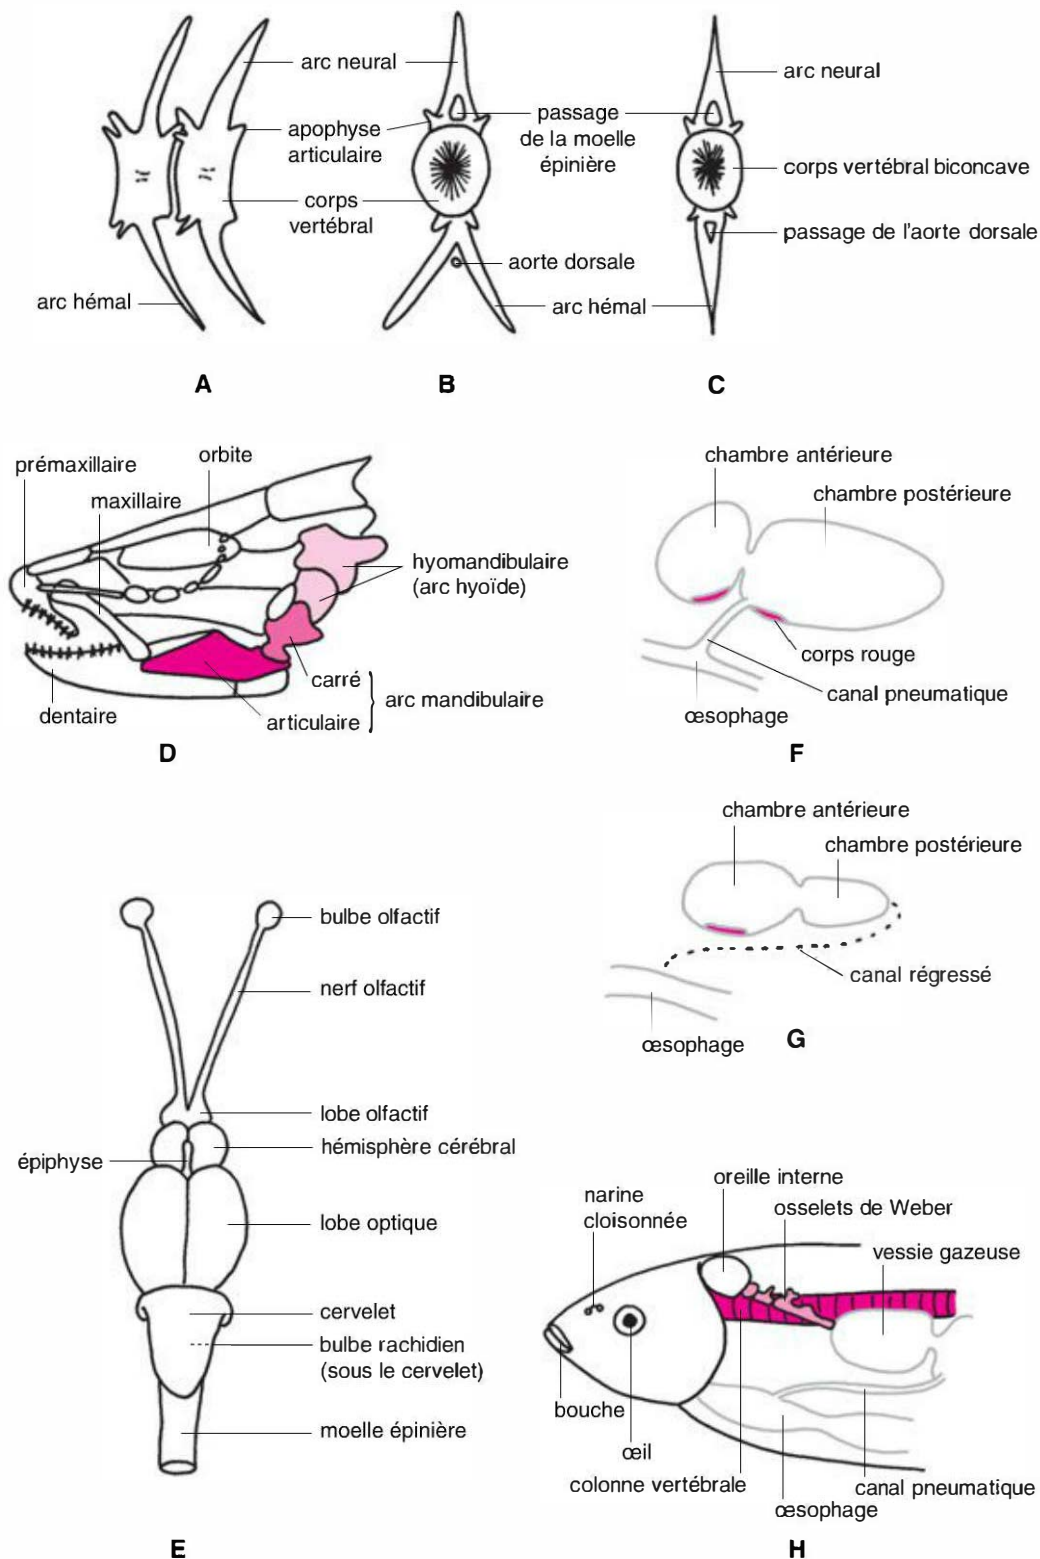 arc neural
arc neural
apophyse
articulaire
passage
de la moelle
épinière
corps vertébral biconcave
corps
vertébral
passage de l'aorte dorsale
aorte dorsale
arc hémal
arc hémal
A
B
C
prémaxillaire
orbite
maxillaire
hyomandibulaire
(arc hyoïde)
carré
arc mandibulaire
articulaire
dentaire
D
chambre antérieure
chambre postérieure
corps rouge
canal pneumatique
œsophage
F
chambre antérieure
chambre postérieure
canal régressé
œsophage
G
bulbe olfactif
nerf olfactif
lobe olfactif
hémisphère cérébral
épiphyse
lobe optique
cervelet
bulbe rachidien
(sous le cervelet)
moelle épinière
E
oreille interne
narine
cloisonnée
osselets de Weber
vessie gazeuse
bouche
œil
colonne vertébrale
canal pneumatique
œsophage
H